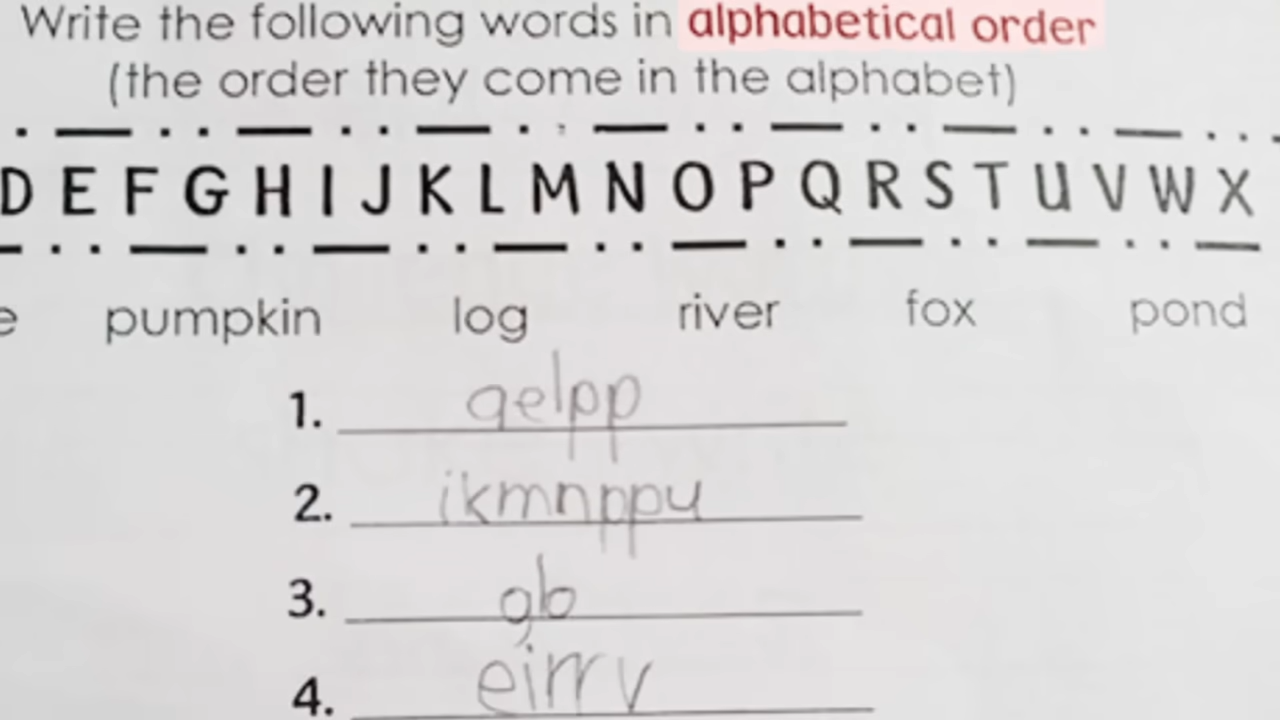 Write the following words in alphabetical order
(the order they come in the alphabet)
D E F G H I J K L M N O P Q R S T U V W X
e pumpkin log river fox pond
1. aelpp
2. ikmnppu
3. glo
4. eirrv